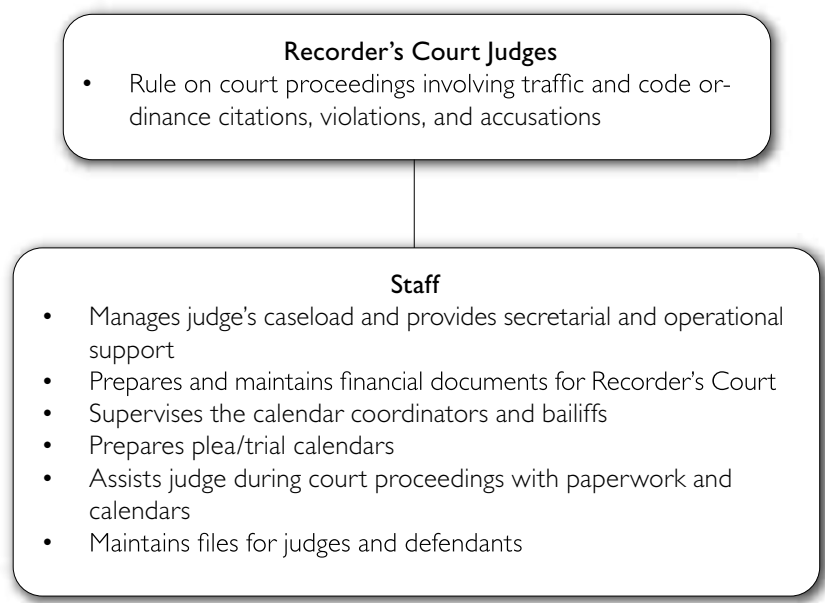 Recorder’s Court Judges
• Rule on court proceedings involving traffic and code or-
dinance citations, violations, and accusations
Staff
• Manages judge’s caseload and provides secretarial and operational
support
• Prepares and maintains financial documents for Recorder’s Court
• Supervises the calendar coordinators and bailiffs
• Prepares plea/trial calendars
• Assists judge during court proceedings with paperwork and
calendars
• Maintains files for judges and defendants